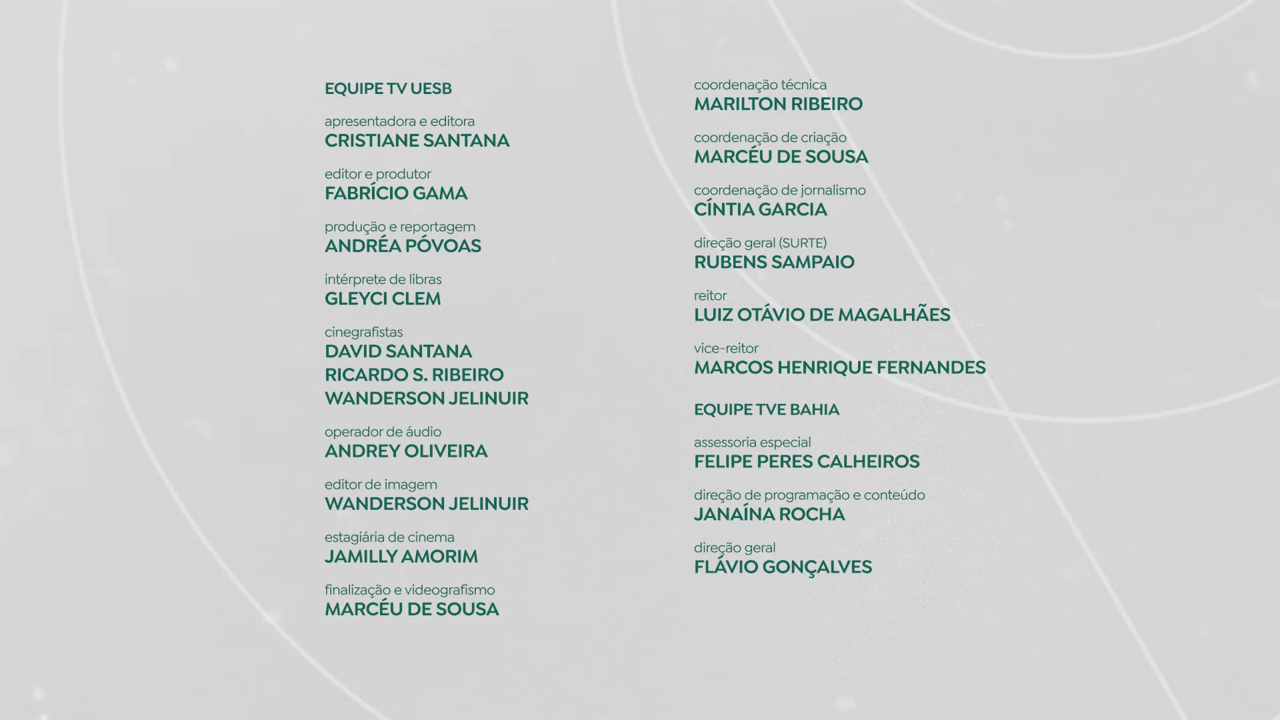 EQUIPE TV UESB
apresentadora e editora
CRISTIANE SANTANA
editor e produtor
FABRÍCIO GAMA
produção e reportagem
ANDRÉA PÓVOAS
intérprete de libras
GLEYCI CLEM
cinegrafistas
DAVID SANTANA
RICARDO S. RIBEIRO
WANDERSON JELINUIR
operador de áudio
ANDREY OLIVEIRA
editor de imagem
WANDERSON JELINUIR
estagiária de cinema
JAMILLY AMORIM
finalização e videografismo
MARCÉU DE SOUSA
coordenação técnica
MARILTON RIBEIRO
coordenação de criação
MARCÉU DE SOUSA
coordenação de jornalismo
CÍNTIA GARCIA
direção geral (SURTE)
RUBENS SAMPAIO
reitor
LUIZ OTÁVIO DE MAGALHÃES
vice-reitor
MARCOS HENRIQUE FERNANDES
EQUIPE TVE BAHIA
assessoria especial
FELIPE PERES CALHEIROS
direção de programação e conteúdo
JANAÍNA ROCHA
direção geral
FLÁVIO GONÇALVES